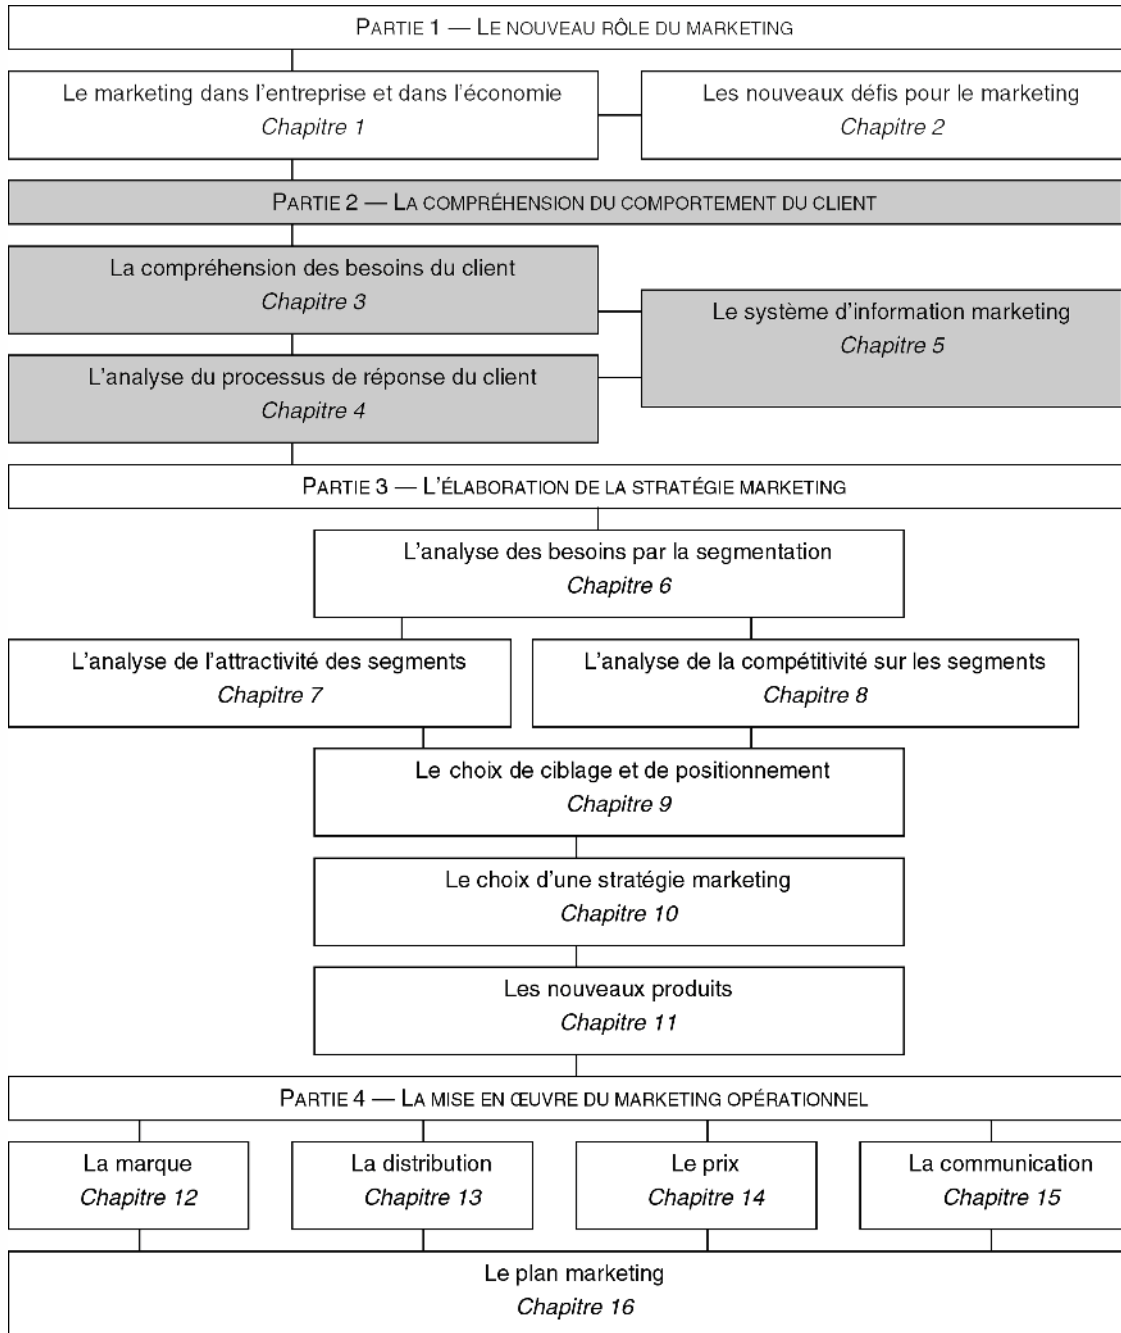 PARTIE 1 — LE NOUVEAU RÔLE DU MARKETING
Le marketing dans l'entreprise et dans l'économie
Chapitre 1
Les nouveaux défis pour le marketing
Chapitre 2
PARTIE 2 — LA COMPRÉHENSION DU COMPORTEMENT DU CLIENT
La compréhension des besoins du client
Chapitre 3
Le système d'information marketing
Chapitre 5
L'analyse du processus de réponse du client
Chapitre 4
PARTIE 3 — L'ÉLABORATION DE LA STRATÉGIE MARKETING
L'analyse des besoins par la segmentation
Chapitre 6
L'analyse de l'attractivité des segments
Chapitre 7
L'analyse de la compétitivité sur les segments
Chapitre 8
Le choix de ciblage et de positionnement
Chapitre 9
Le choix d'une stratégie marketing
Chapitre 10
Les nouveaux produits
Chapitre 11
PARTIE 4 — LA MISE EN ŒUVRE DU MARKETING OPÉRATIONNEL
La marque
Chapitre 12
La distribution
Chapitre 13
Le prix
Chapitre 14
La communication
Chapitre 15
Le plan marketing
Chapitre 16